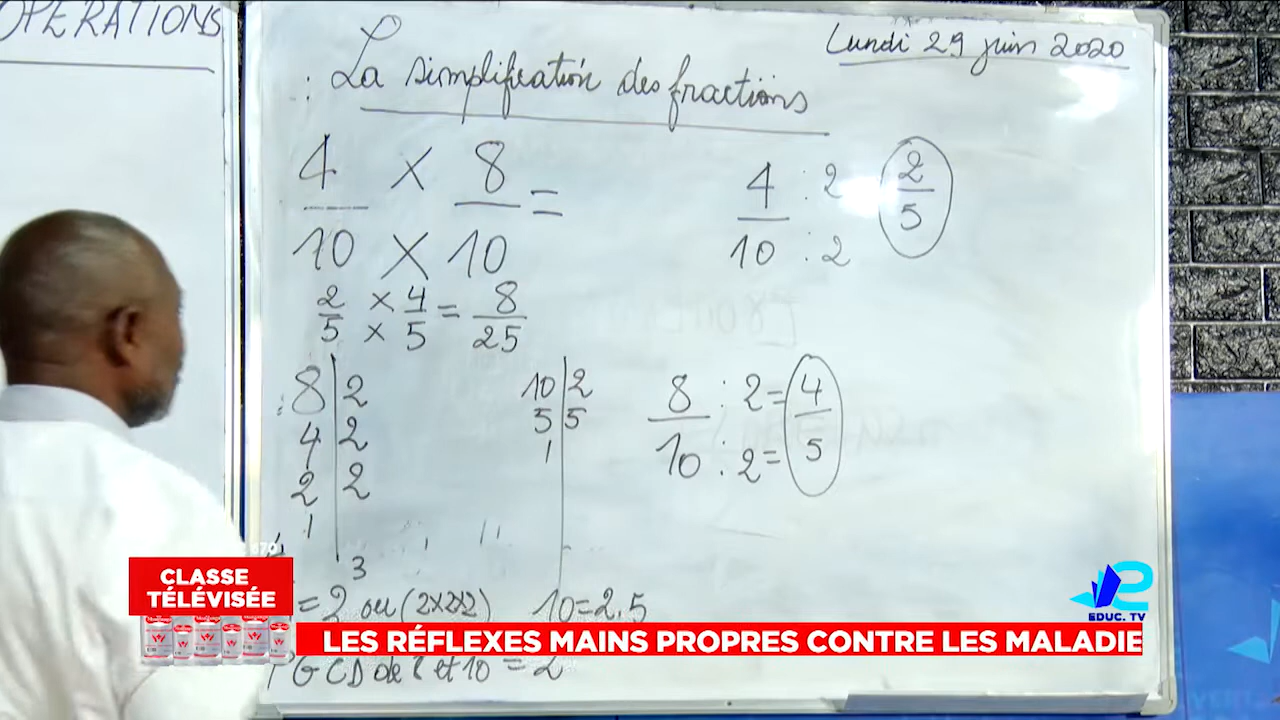 OPERATIONS
Lundi 29 juin 2020
: La simplification des fractions
4 × 8 =
10 × 10
4 : 2
10 : 2
2
5
2 × 4 = 8
5 × 5 25
8 | 2
4 | 2
2 | 2
1
10 | 2
5 | 5
1
8 : 2 = 4
10 : 2 = 5
3
= 2 ou (2×2×2) 10=2.5
PGCD de 8 et 10 = 2
CLASSE
TÉLÉVISÉE
LES RÉFLEXES MAINS PROPRES CONTRE LES MALADIE
EDUC. TV